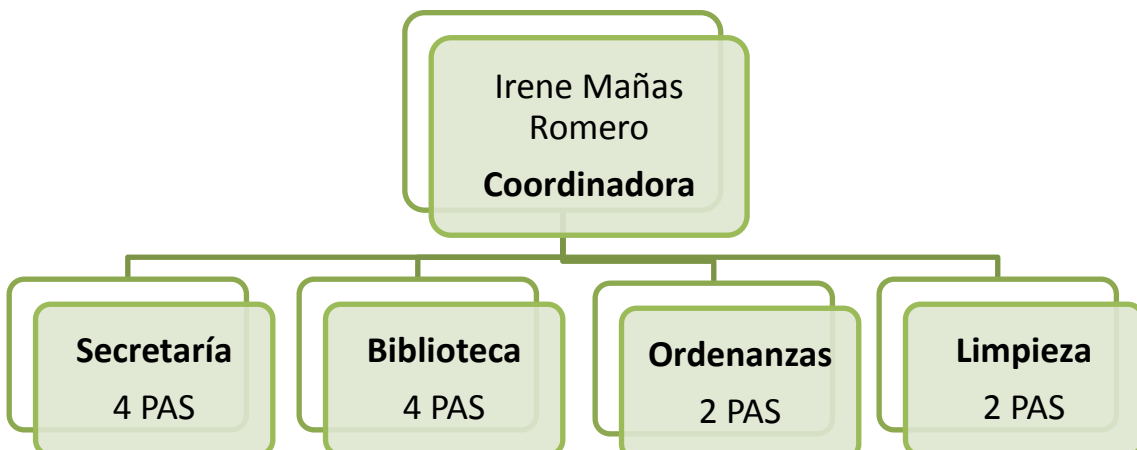 Irene Mañas
Romero
Coordinadora
Secretaría
4 PAS
Biblioteca
4 PAS
Ordenanzas
2 PAS
Limpieza
2 PAS